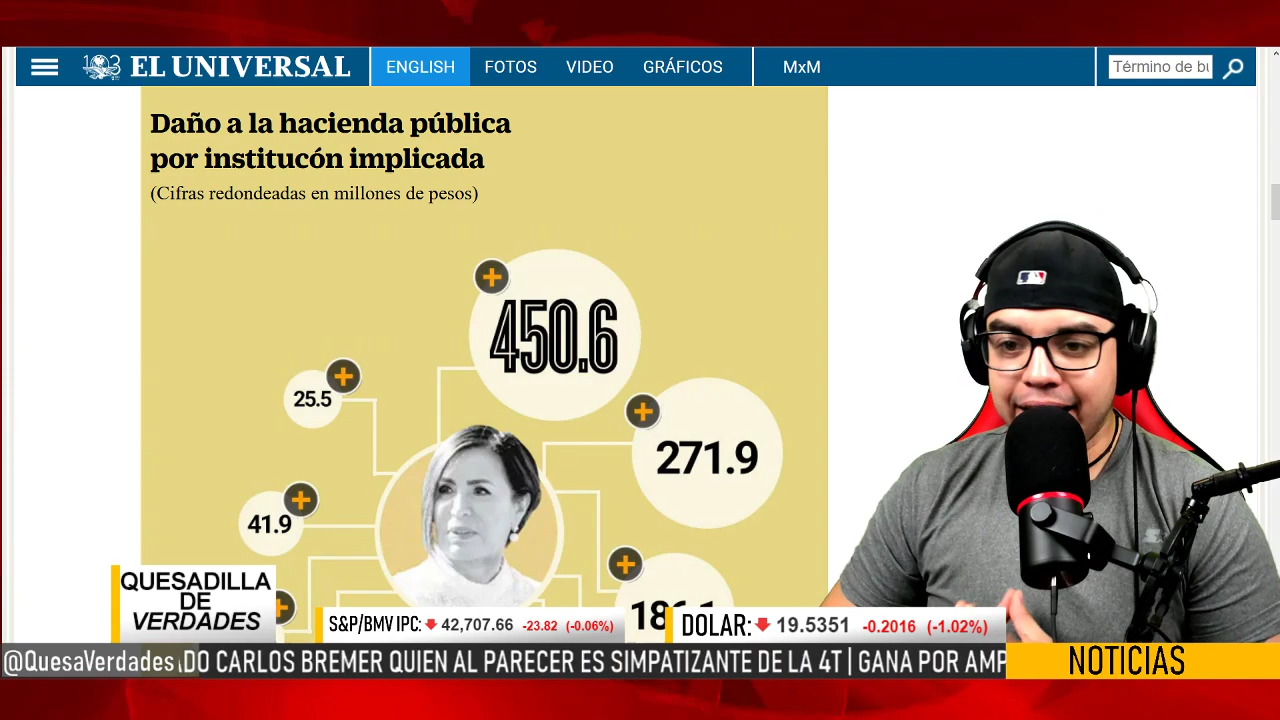 EL UNIVERSAL
ENGLISH
FOTOS
VIDEO
GRÁFICOS
MxM
Término de bú
Daño a la hacienda pública
por institucón implicada
(Cifras redondeadas en millones de pesos)
450.6
25.5
271.9
41.9
QUESADILLA
DE
VERDADES
S&P/BMV IPC: 42,707.66 -23.82 (-0.06%)
DOLAR: 19.5351 -0.2016 (-1.02%)
@QuesaVerdades DO CARLOS BREMER QUIEN AL PARECER ES SIMPATIZANTE DE LA 4T | GANA POR AMP
NOTICIAS